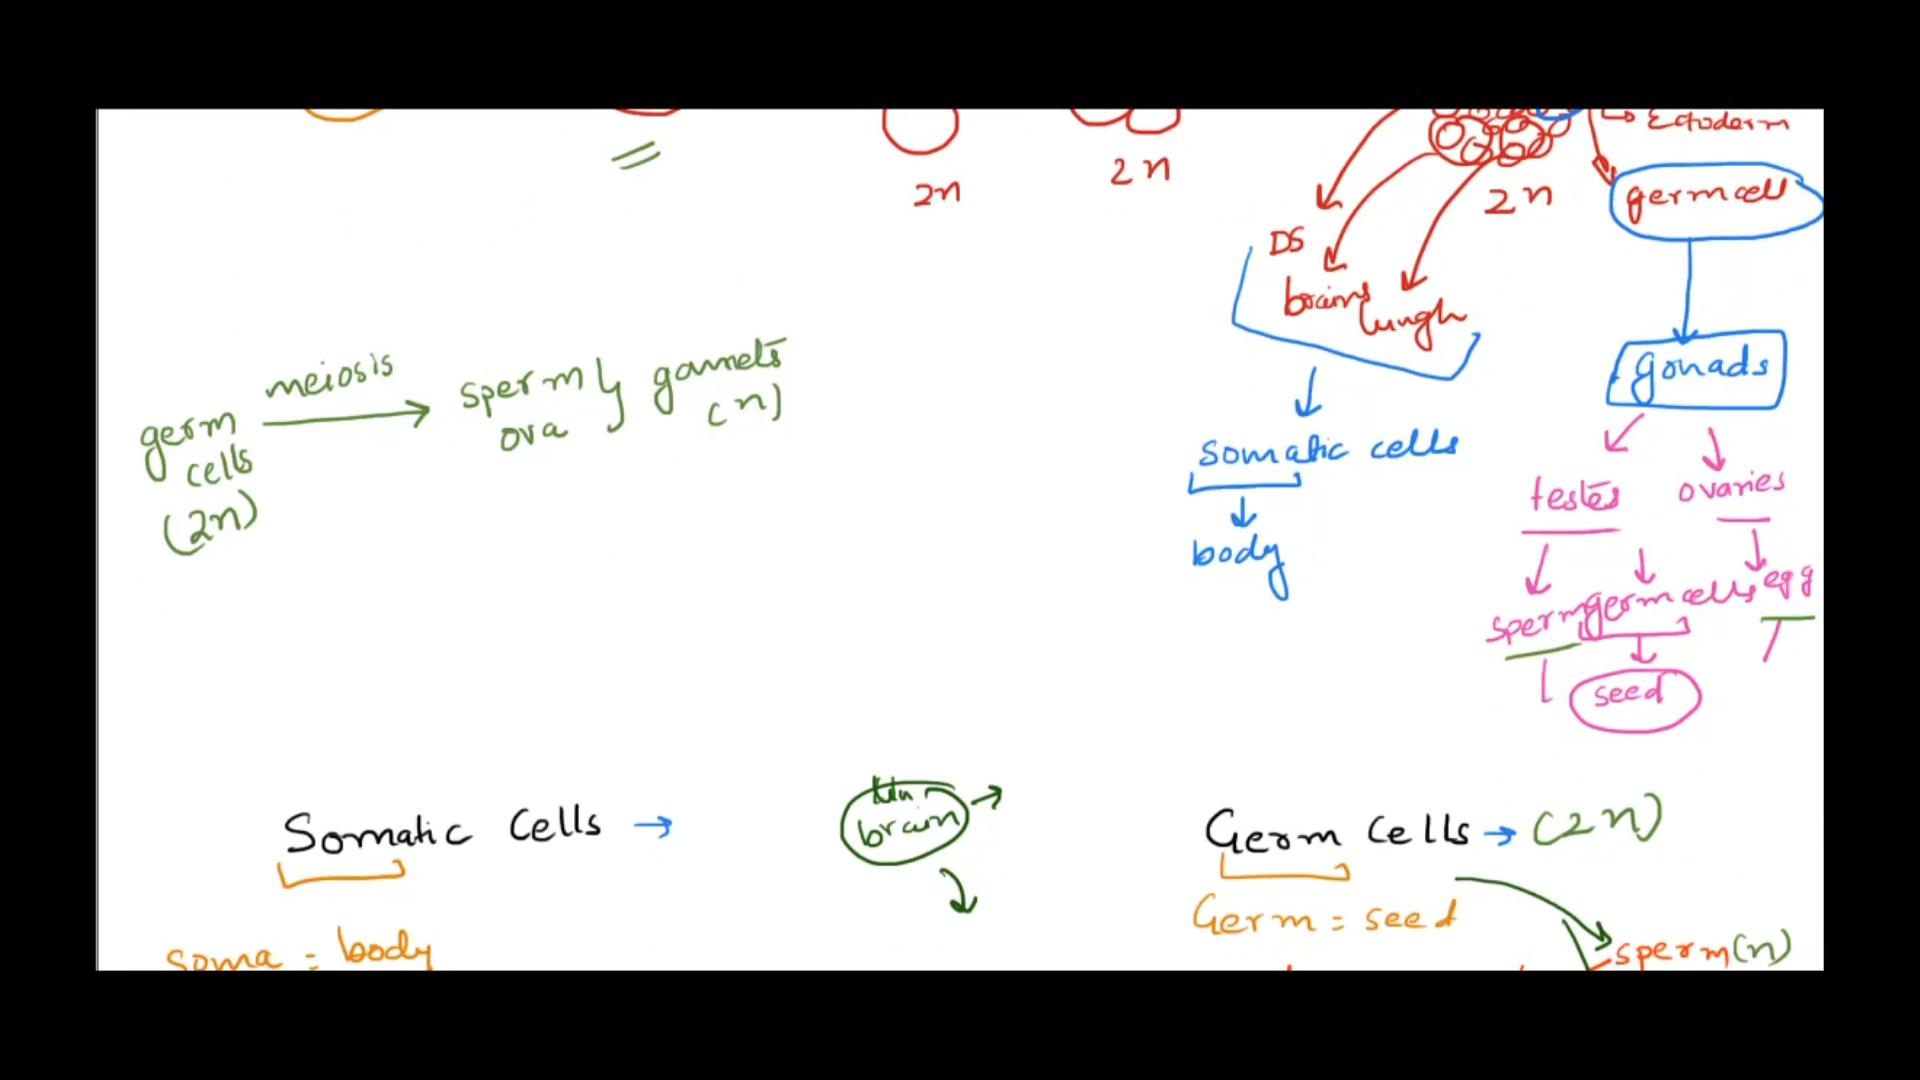 Ectoderm
2n
2n
2n
germ cell
DS
brain
lungh
gonads
meiosis
germ
cells
(2n)
sperm
ova
gamets
(n)
somatic cells
body
testes
ovaries
sperm
germ cells
egg
seed
Somatic Cells →
brain
Germ Cells → (2n)
Germ = seed
soma = body
sperm(n)